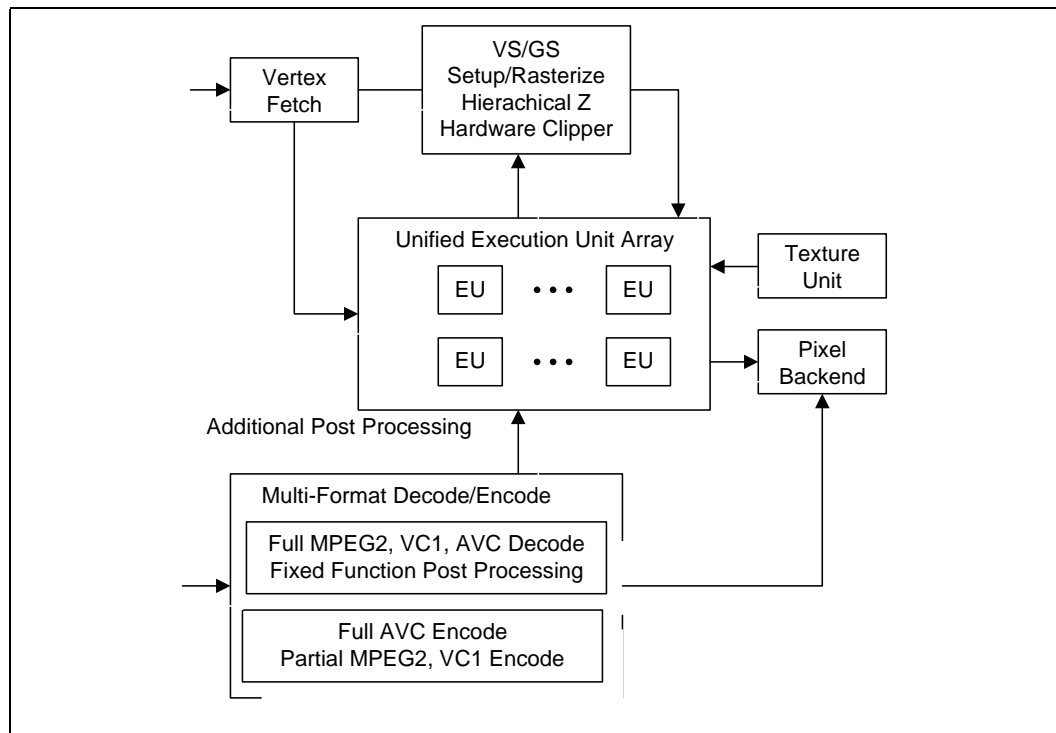 VS/GS
Setup/Rasterize
Hierachical Z
Hardware Clipper
Vertex
Fetch
Unified Execution Unit Array
EU • • • EU
EU • • • EU
Texture
Unit
Pixel
Backend
Additional Post Processing
Multi-Format Decode/Encode
Full MPEG2, VC1, AVC Decode
Fixed Function Post Processing
Full AVC Encode
Partial MPEG2, VC1 Encode